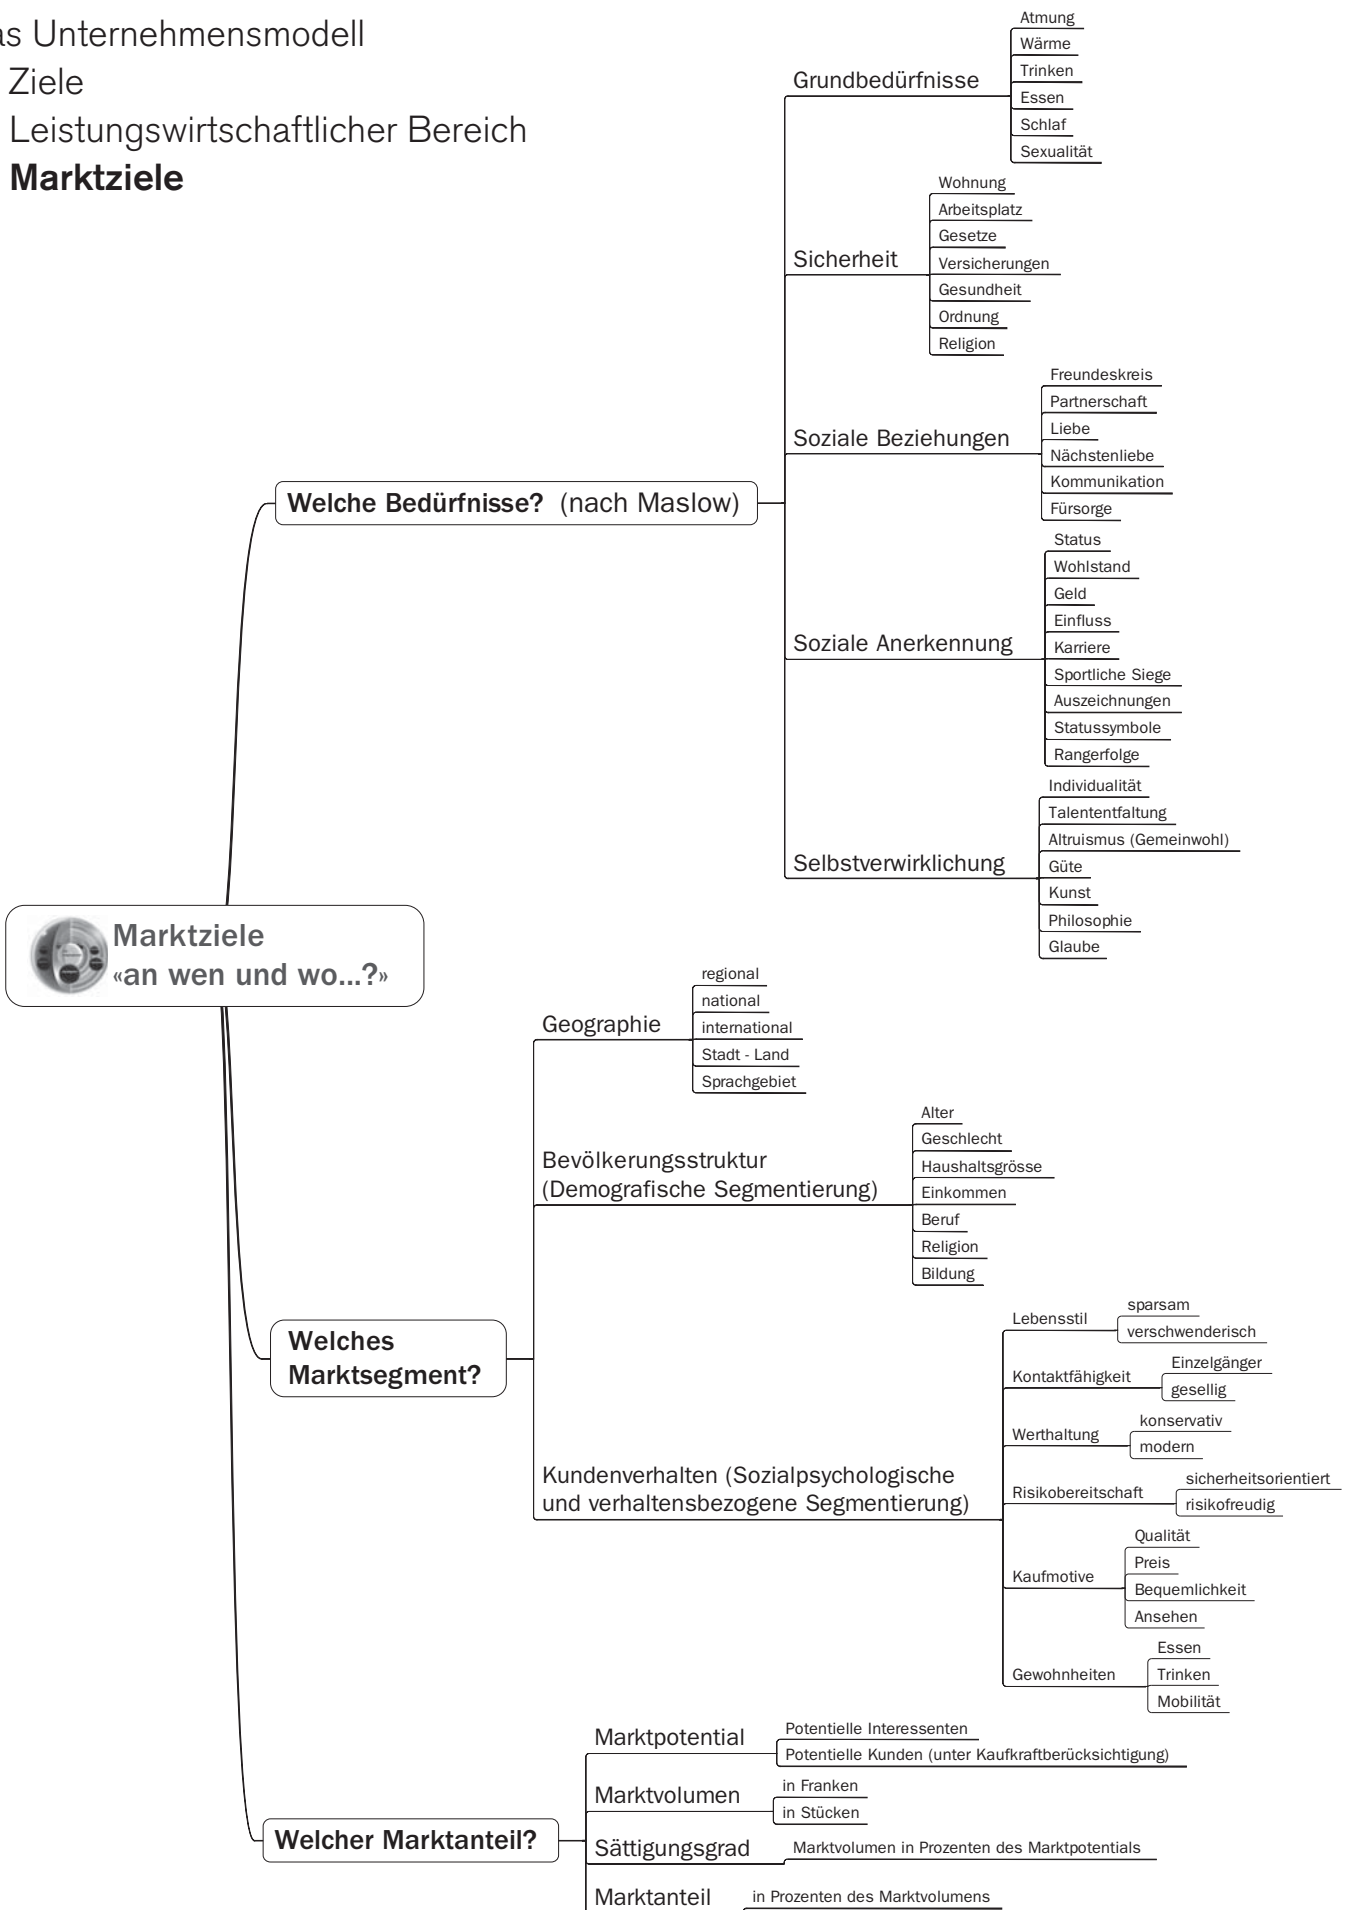 as Unternehmensmodell
Ziele
Leistungswirtschaftlicher Bereich
Marktziele
Marktziele
«an wen und wo...?»
Welche Bedürfnisse? (nach Maslow)
Grundbedürfnisse
Atmung
Wärme
Trinken
Essen
Schlaf
Sexualität
Sicherheit
Wohnung
Arbeitsplatz
Gesetze
Versicherungen
Gesundheit
Ordnung
Religion
Soziale Beziehungen
Freundeskreis
Partnerschaft
Liebe
Nächstenliebe
Kommunikation
Fürsorge
Soziale Anerkennung
Status
Wohlstand
Geld
Einfluss
Karriere
Sportliche Siege
Auszeichnungen
Statussymbole
Rangerfolge
Selbstverwirklichung
Individualität
Talententfaltung
Altruismus (Gemeinwohl)
Güte
Kunst
Philosophie
Glaube
Welches
Marktsegment?
Geographie
regional
national
international
Stadt - Land
Sprachgebiet
Bevölkerungsstruktur
(Demografische Segmentierung)
Alter
Geschlecht
Haushaltsgrösse
Einkommen
Beruf
Religion
Bildung
Kundenverhalten (Sozialpsychologische
und verhaltensbezogene Segmentierung)
Lebensstil
sparsam
verschwenderisch
Kontaktfähigkeit
Einzelgänger
gesellig
Werthaltung
konservativ
modern
Risikobereitschaft
sicherheitsorientiert
risikofreudig
Kaufmotive
Qualität
Preis
Bequemlichkeit
Ansehen
Gewohnheiten
Essen
Trinken
Mobilität
Welcher Marktanteil?
Marktpotential
Potentielle Interessenten
Potentielle Kunden (unter Kaufkraftberücksichtigung)
Marktvolumen
in Franken
in Stücken
Sättigungsgrad
Marktvolumen in Prozenten des Marktpotentials
Marktanteil
in Prozenten des Marktvolumens